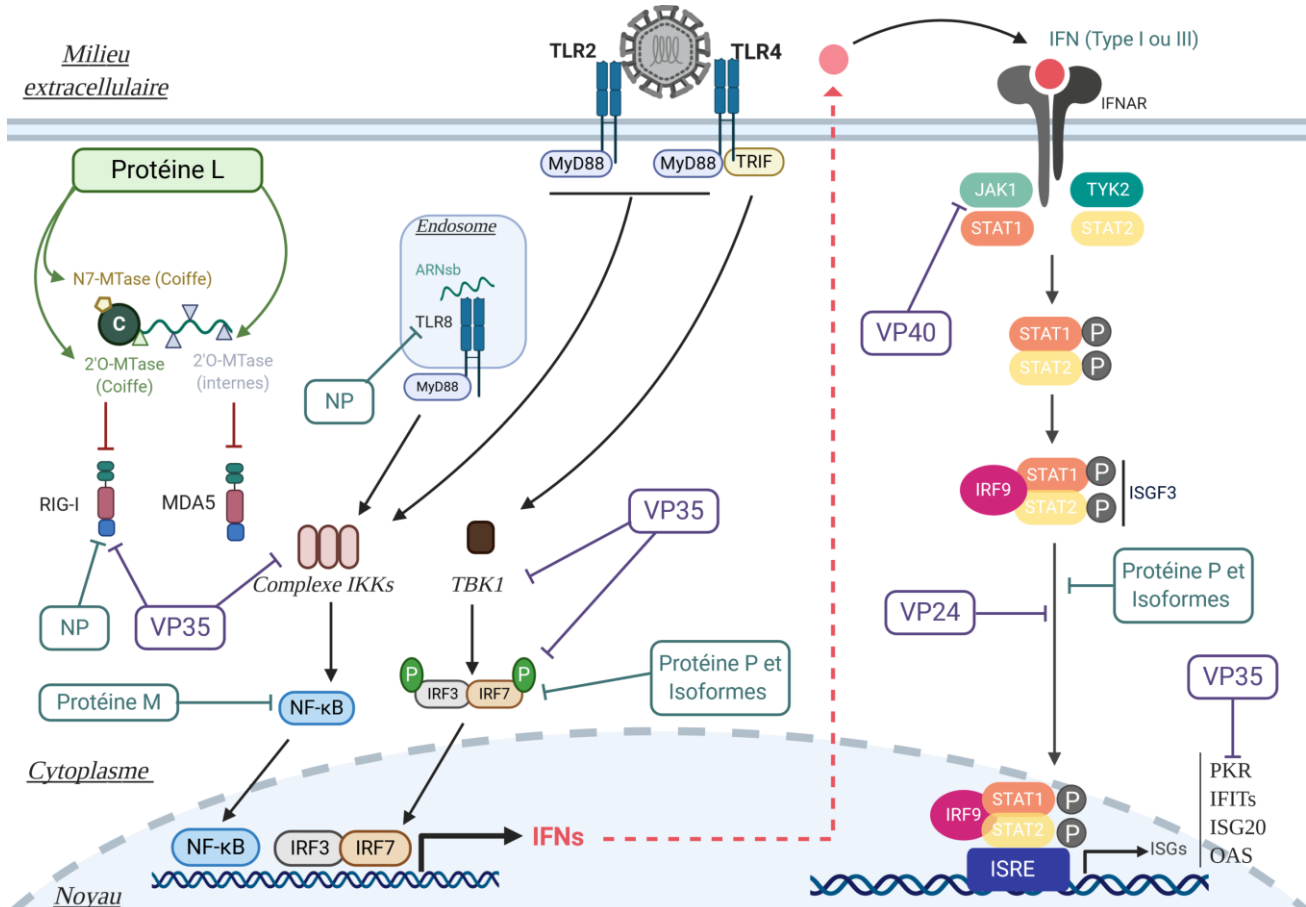 Milieu
extracellulaire
TLR2
TLR4
IFN (Type I ou III)
IFNAR
MyD88
MyD88
TRIF
Protéine L
JAK1
TYK2
STAT1
STAT2
Endosome
ARNsb
TLR8
MyD88
NP
N7-MTase (Coiffe)
C
2'O-MTase
(Coiffe)
2'O-MTase
(internes)
VP40
STAT1
P
STAT2
P
RIG-I
MDA5
IRF9
STAT1
P
STAT2
P
ISGF3
VP35
Complexe IKKs
TBK1
NP
VP35
Protéine P et
Isoformes
VP24
P
P
IRF3
IRF7
Protéine P et
Isoformes
Protéine M
NF-κB
VP35
Cytoplasme
PKR
IFITs
ISG20
OAS
IRF9
STAT1
P
STAT2
P
ISRE
ISGs
NF-κB
IRF3
IRF7
IFNs
Noyau